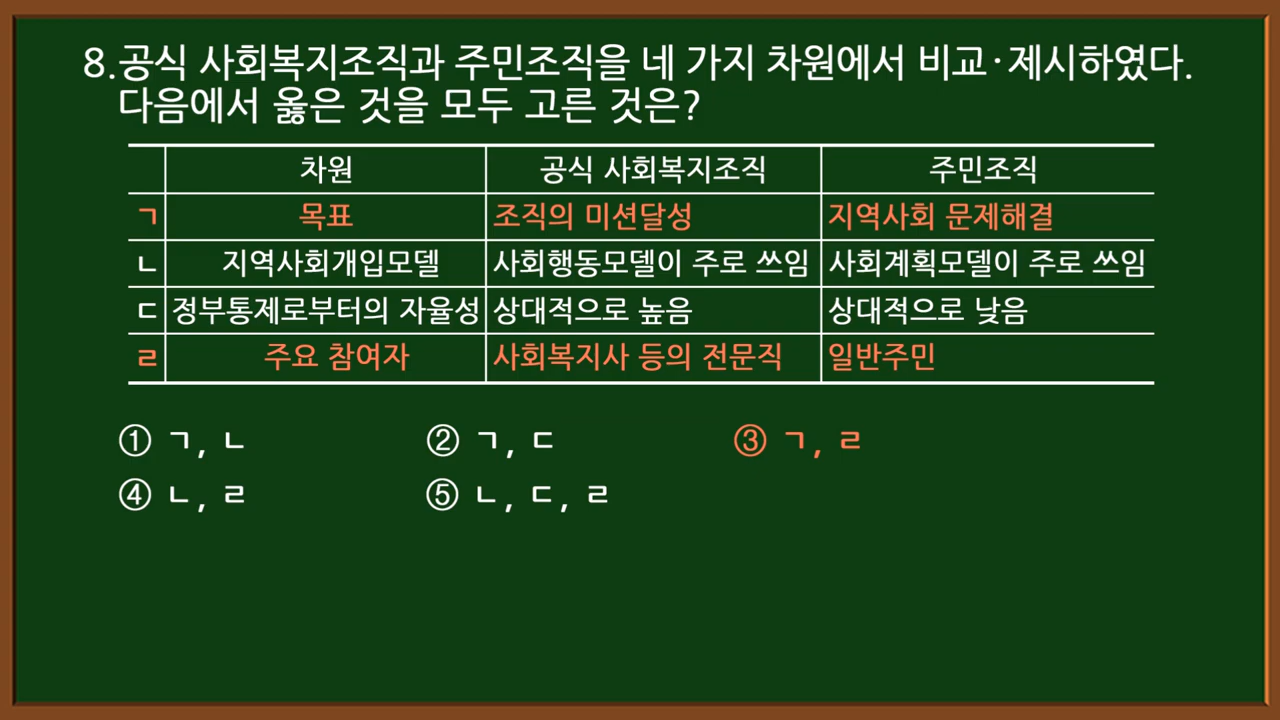 8.공식 사회복지조직과 주민조직을 네 가지 차원에서 비교·제시하였다.
다음에서 옳은 것을 모두 고른 것은?
차원 공식 사회복지조직 주민조직
ㄱ 목표 조직의 미션달성 지역사회 문제해결
ㄴ 지역사회개입모델 사회행동모델이 주로 쓰임 사회계획모델이 주로 쓰임
ㄷ 정부통제로부터의 자율성 상대적으로 높음 상대적으로 낮음
ㄹ 주요 참여자 사회복지사 등의 전문직 일반주민
① ㄱ, ㄴ ② ㄱ, ㄷ ③ ㄱ, ㄹ
④ ㄴ, ㄹ ⑤ ㄴ, ㄷ, ㄹ